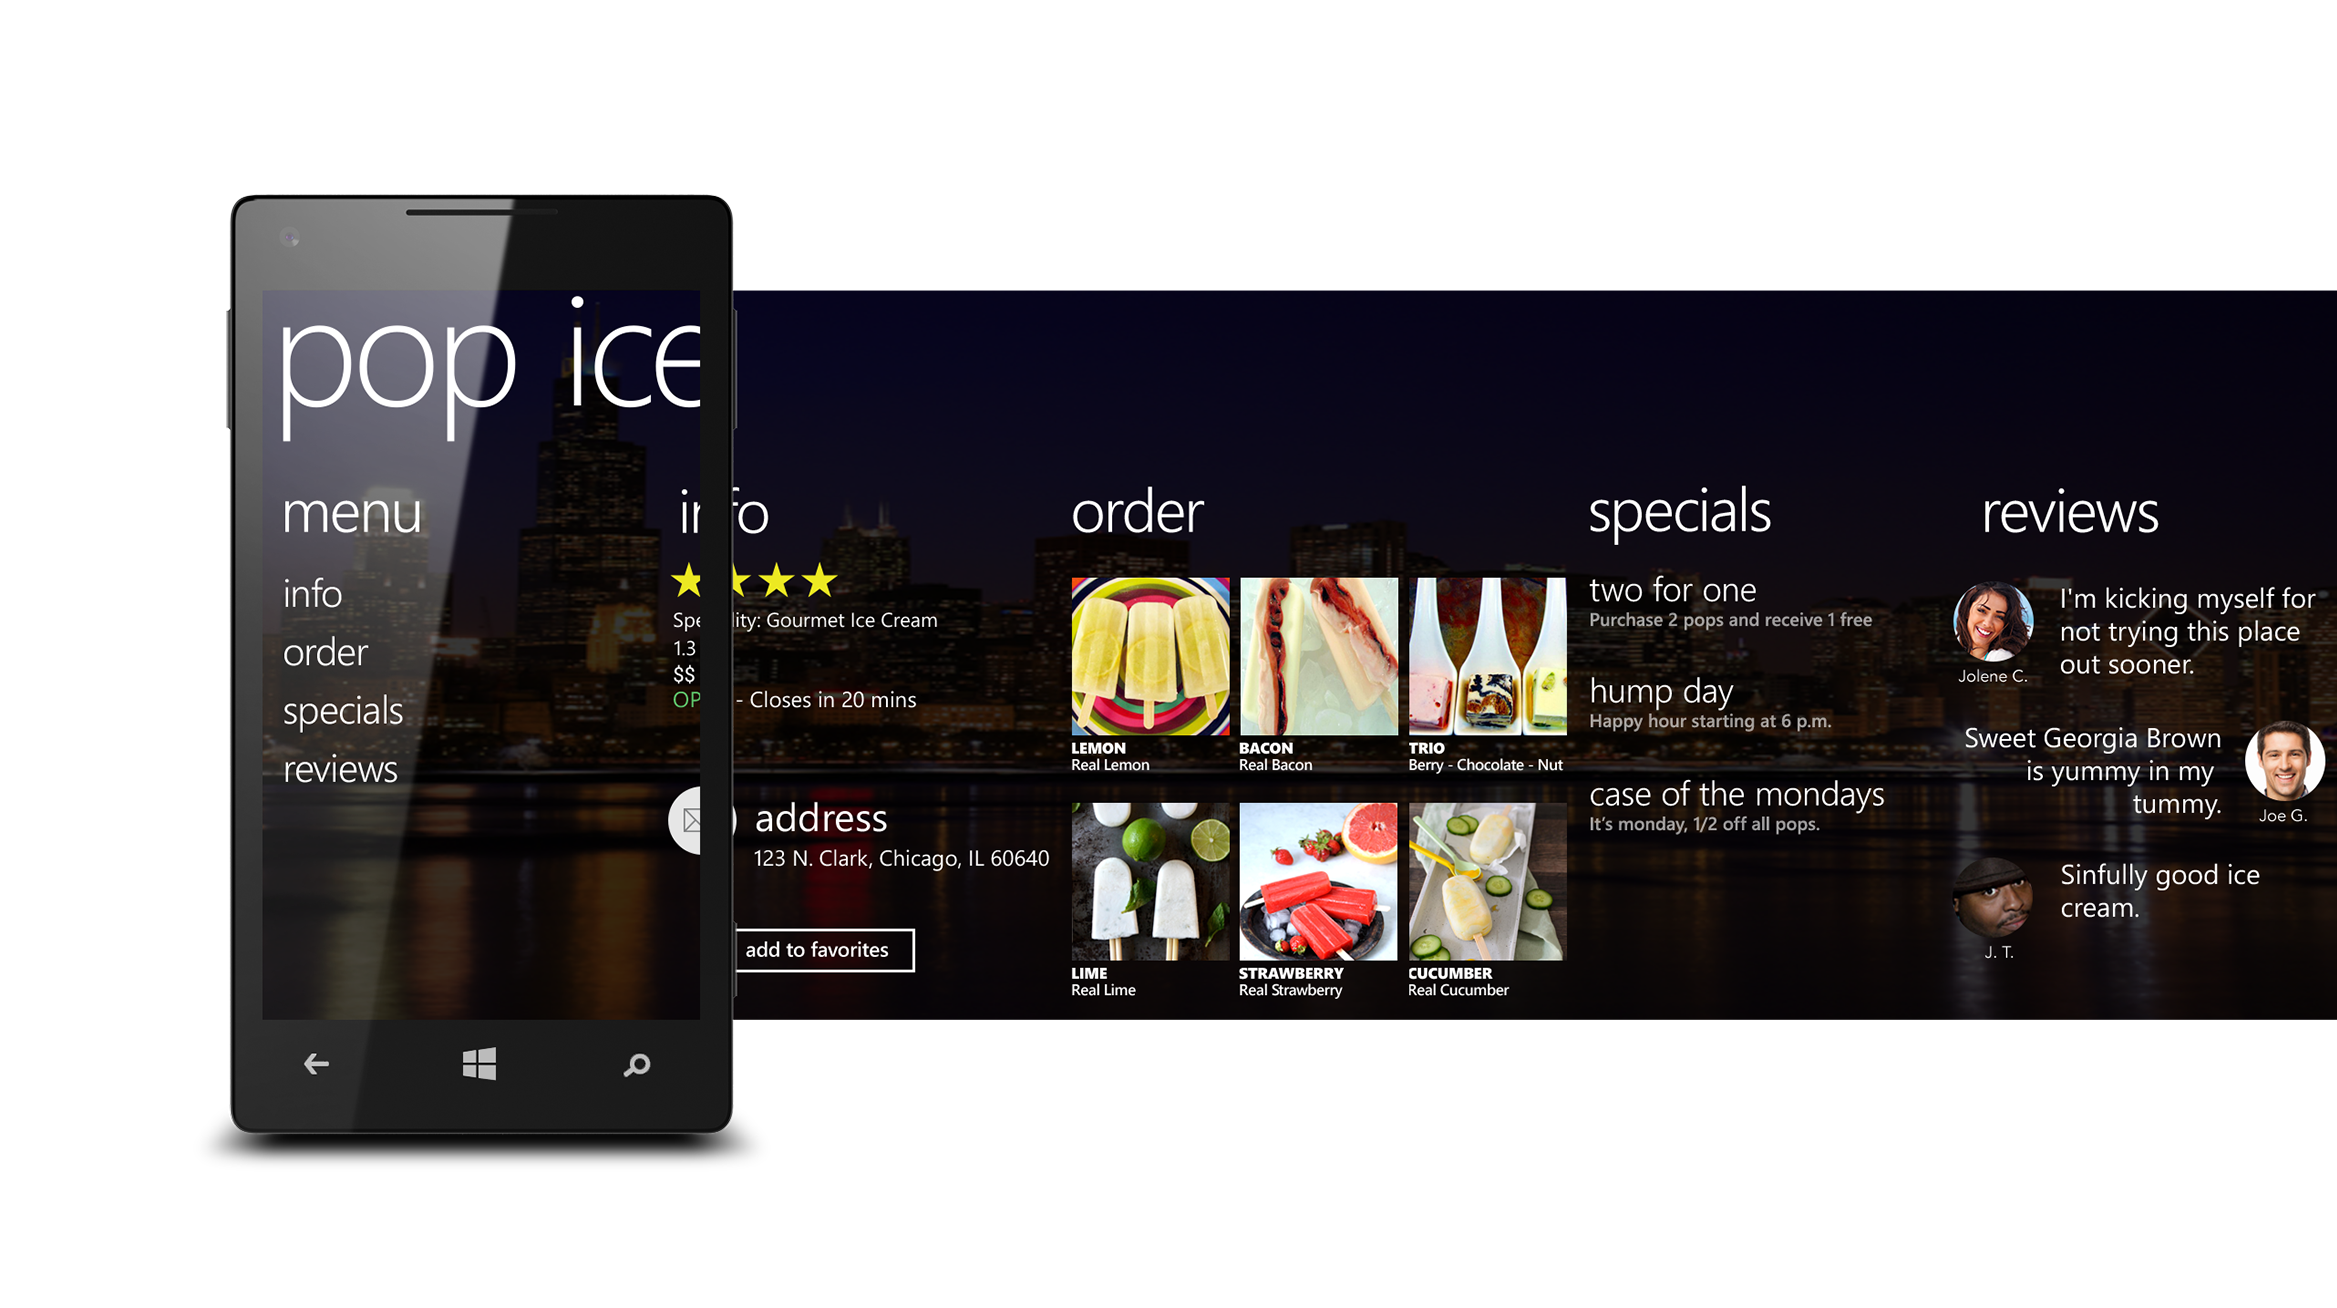 pop ice
menu
info
order
specials
reviews
info
lity: Gourmet Ice Cream
1.3
$$
- Closes in 20 mins
address
123 N. Clark, Chicago, IL 60640
add to favorites
order
LEMON
Real Lemon
BACON
Real Bacon
TRIO
Berry - Chocolate - Nut
LIME
Real Lime
STRAWBERRY
Real Strawberry
CUCUMBER
Real Cucumber
specials
two for one
Purchase 2 pops and receive 1 free
hump day
Happy hour starting at 6 p.m.
case of the mondays
It's monday, 1/2 off all pops.
reviews
I'm kicking myself for
not trying this place
out sooner.
Jolene C.
Sweet Georgia Brown
is yummy in my
tummy.
Joe G.
Sinfully good ice
cream.
J. T.